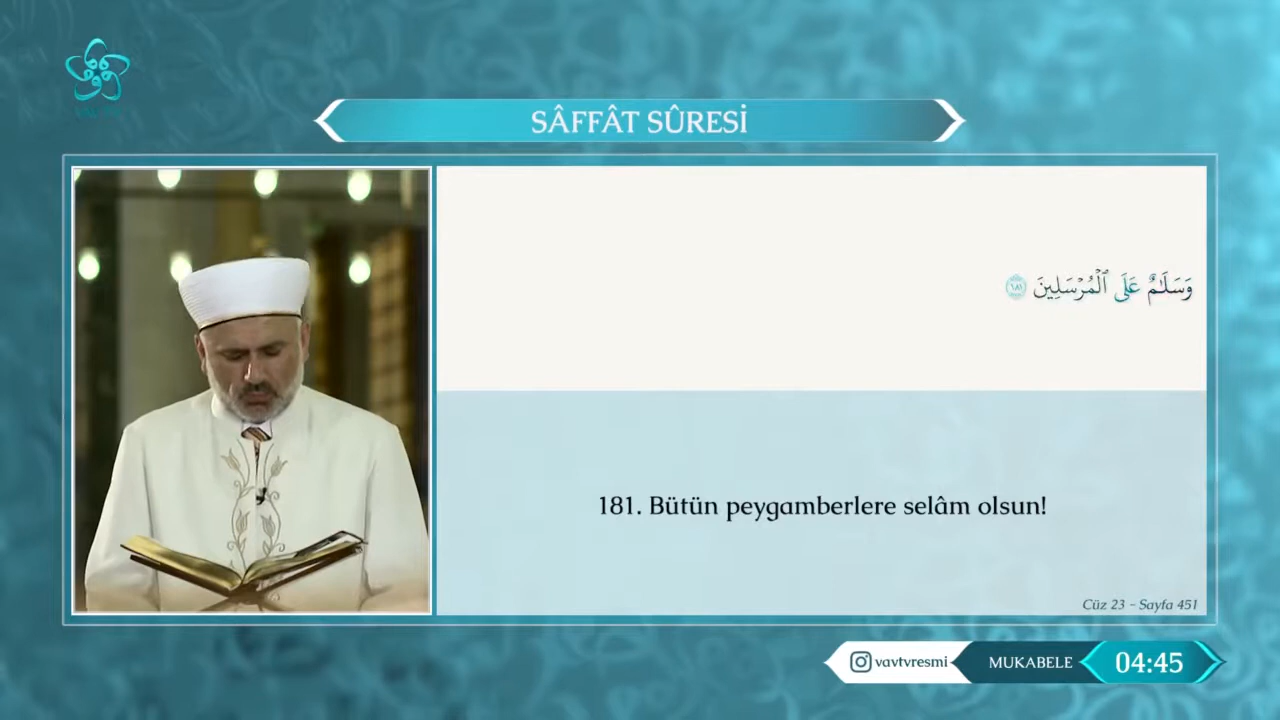 SÂFFÂT SÛRESİ
وَسَلَٰمٌ عَلَى ٱلْمُرْسَلِينَ ١٨١
181. Bütün peygamberlere selâm olsun!
Cüz 23 - Sayfa 451
vavtvresmi
MUKABELE
04:45